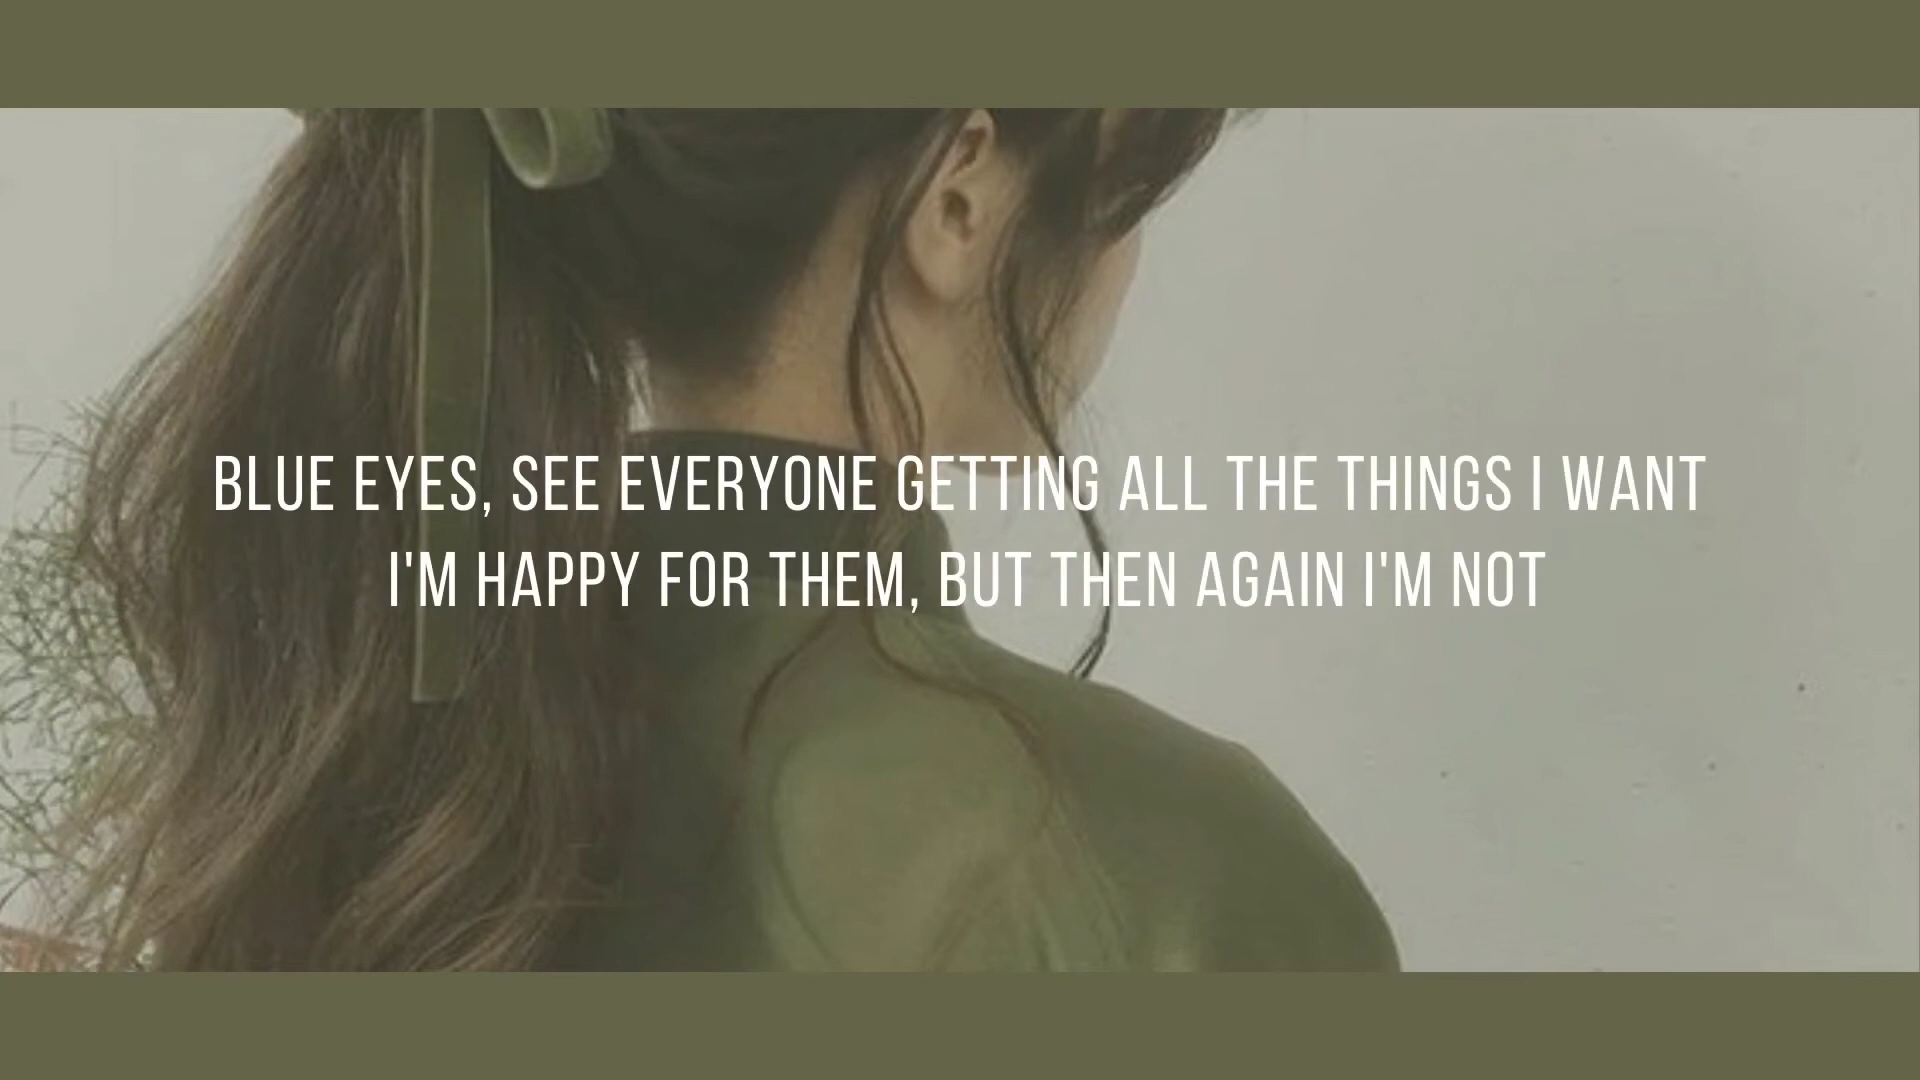 BLUE EYES, SEE EVERYONE GETTING ALL THE THINGS I WANT
I'M HAPPY FOR THEM, BUT THEN AGAIN I'M NOT